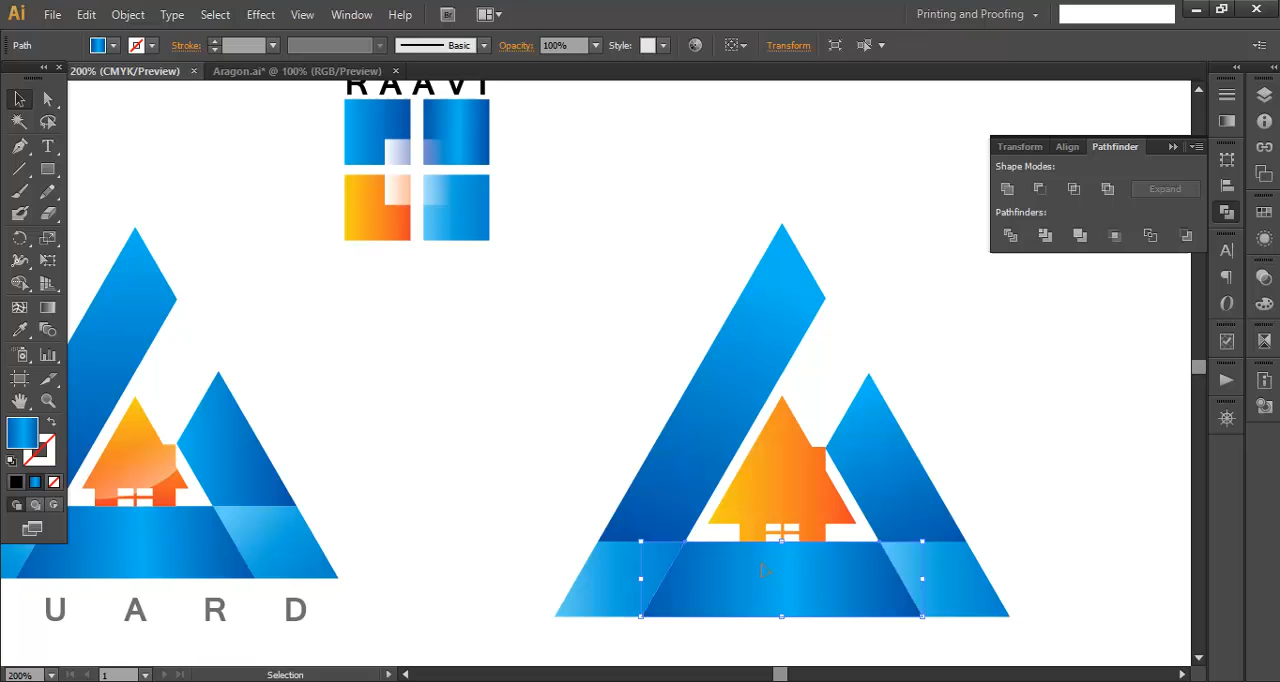 Ai File Edit Object Type Select Effect View Window Help Br Printing and Proofing
Path Stroke: Basic Opacity: 100% Style: Transform
200% (CMYK/Preview) × Aragon.ai* @ 100% (RGB/Preview) ×
RAAVI
Transform Align Pathfinder
Shape Modes:
Expand
Pathfinders:
U A R D
200% 1 Selection